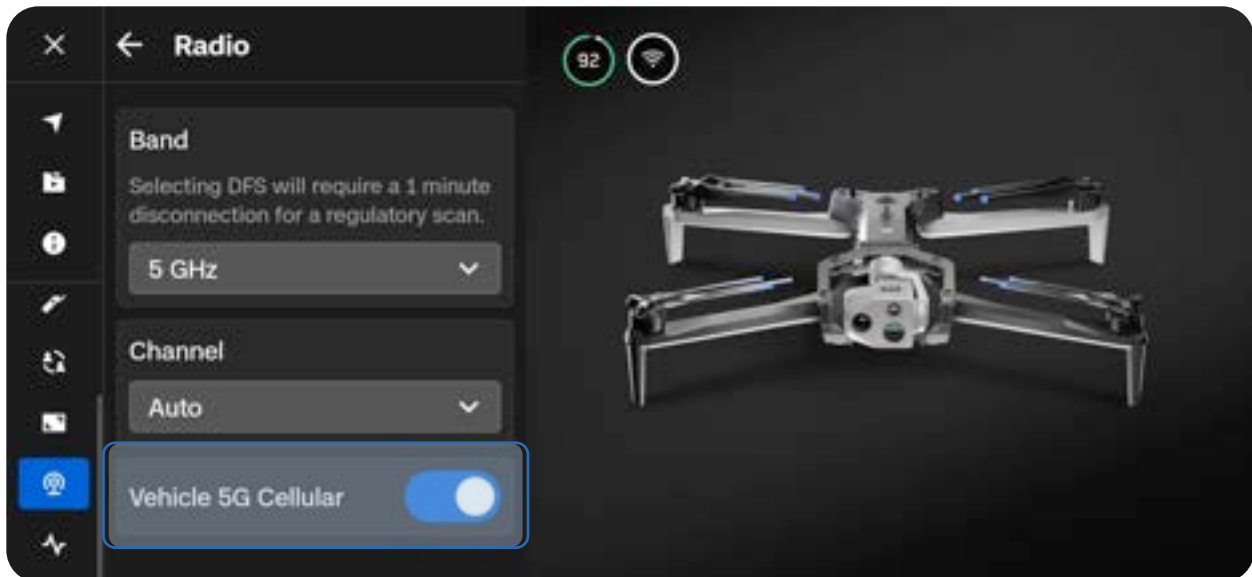 Radio
92
Band
Selecting DFS will require a 1 minute
disconnection for a regulatory scan.
5 GHz
Channel
Auto
Vehicle 5G Cellular